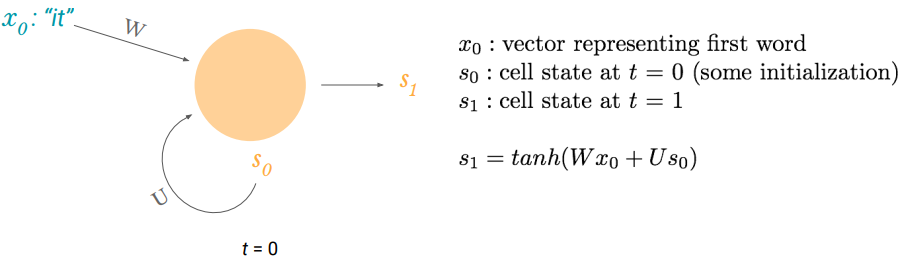 x₀: "it"
W
s₁
s₀
U
t = 0
x₀ : vector representing first word
s₀ : cell state at t = 0 (some initialization)
s₁ : cell state at t = 1
s₁ = tanh(Wx₀ + Us₀)